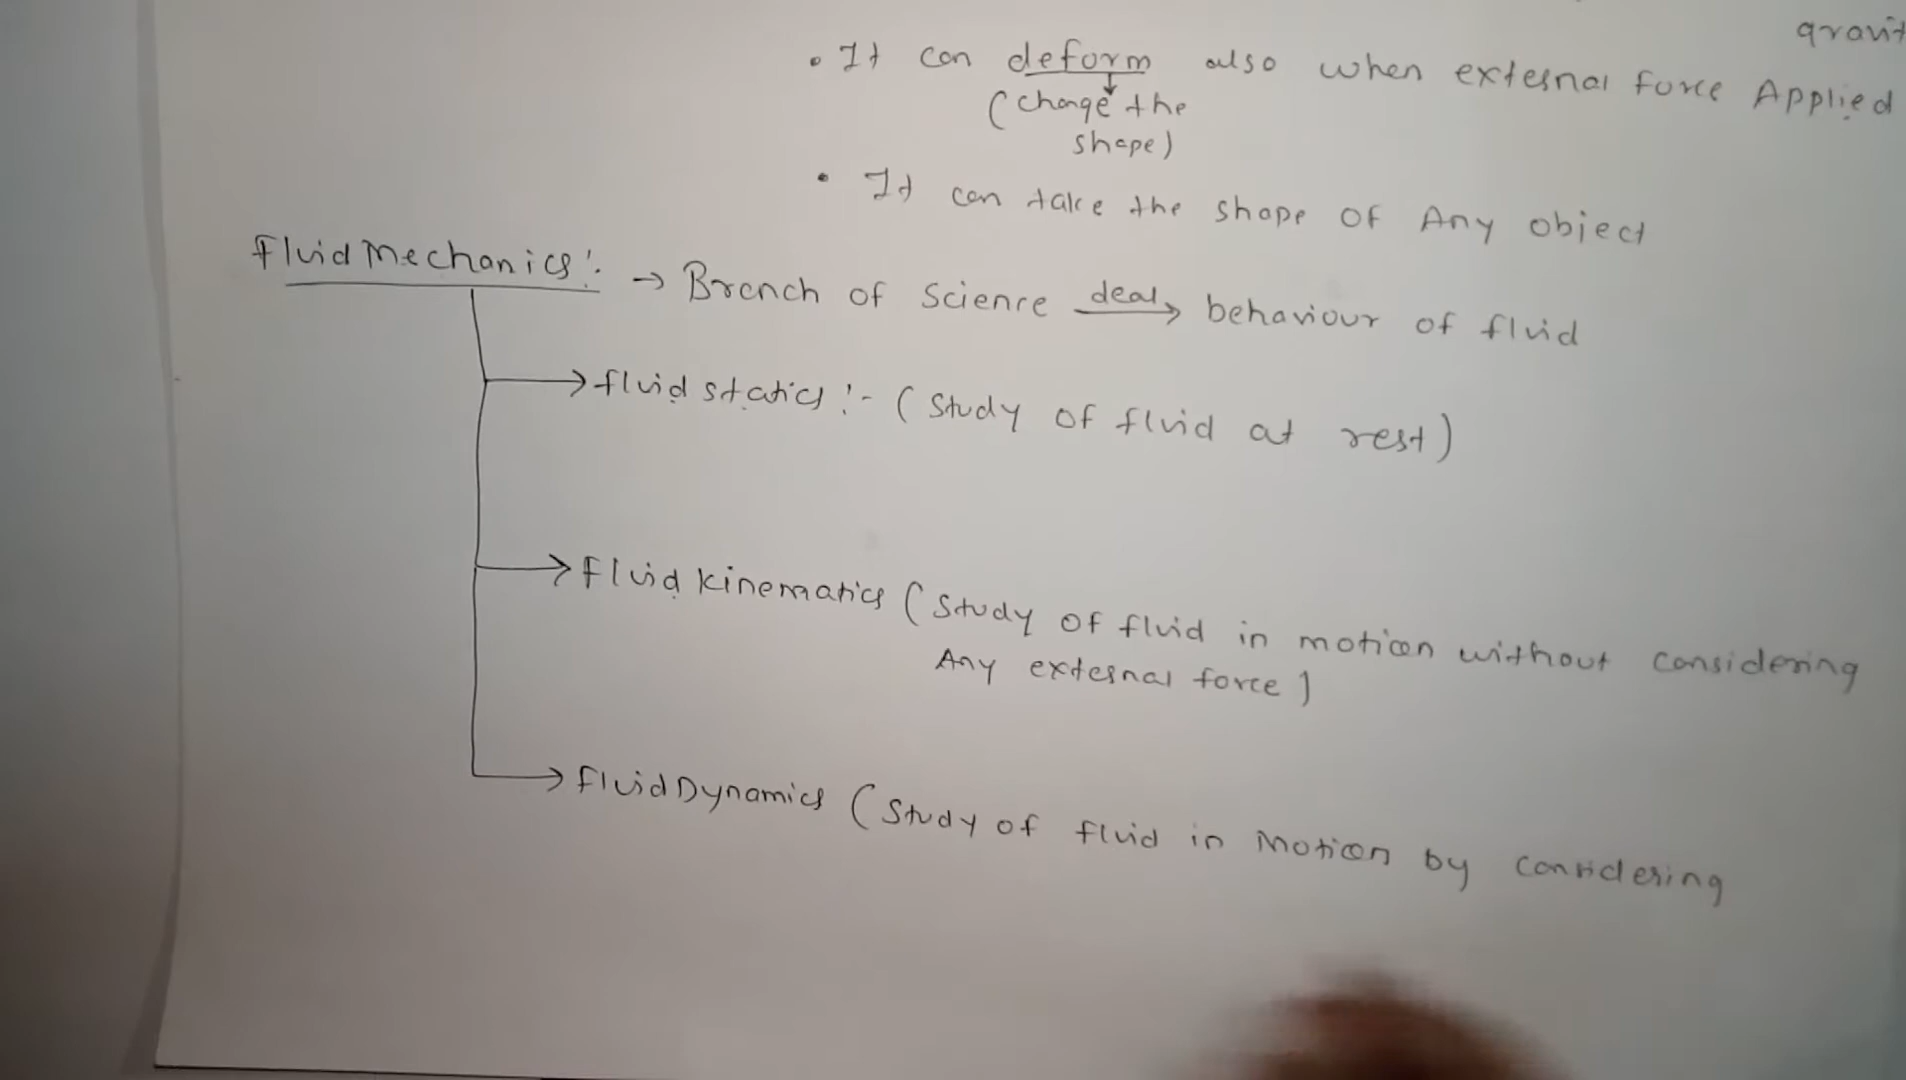 gravit
• It can deform also when external force Applied
(change the
shape)
• It can take the shape of Any object
Fluid Mechanics :- → Branch of Science deal→ behaviour of fluid
→ fluid statics :- (Study of fluid at rest)
→ Fluid kinematics (Study of fluid in motion without considering
Any external force)
→ Fluid Dynamics (Study of fluid in Motion by considering